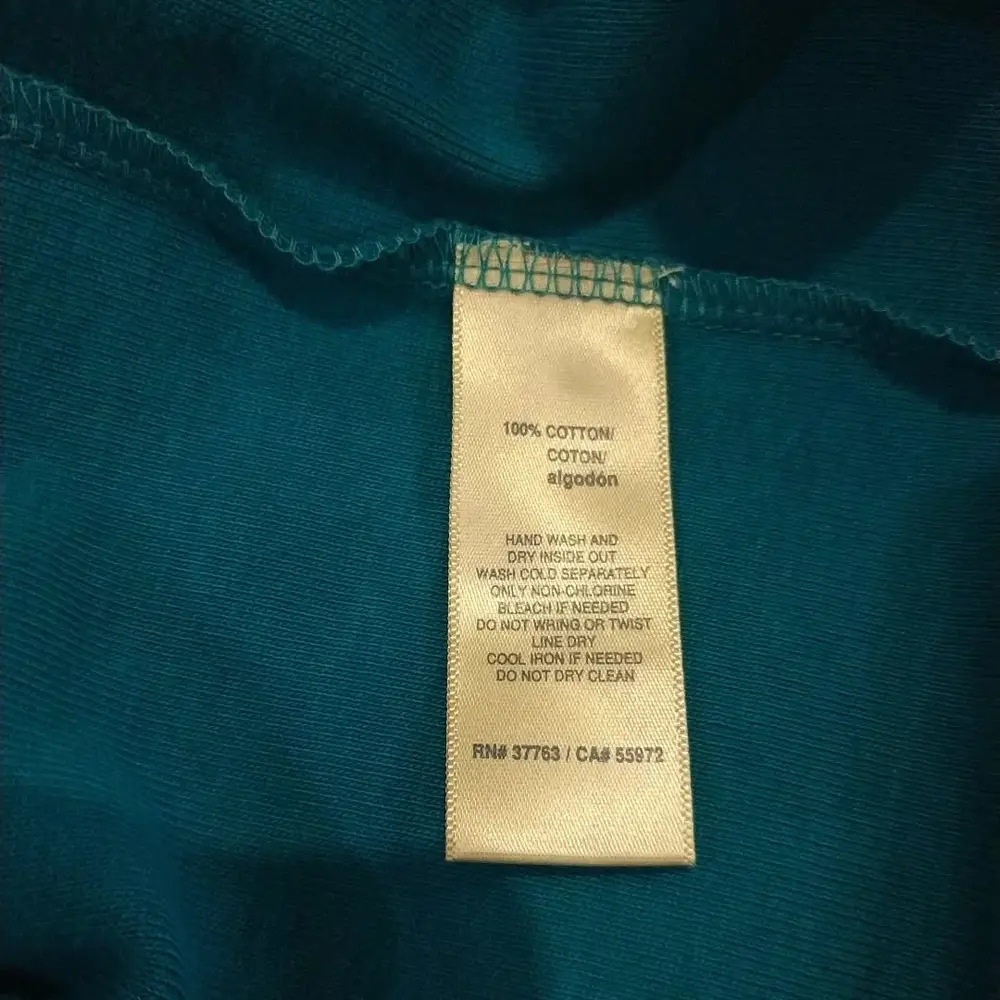 100% COTTON/
COTON/
algodón
HAND WASH AND
DRY INSIDE OUT
WASH COLD SEPARATELY
ONLY NON-CHLORINE
BLEACH IF NEEDED
DO NOT WRING OR TWIST
LINE DRY
COOL IRON IF NEEDED
DO NOT DRY CLEAN
RN# 37763 / CA# 55972